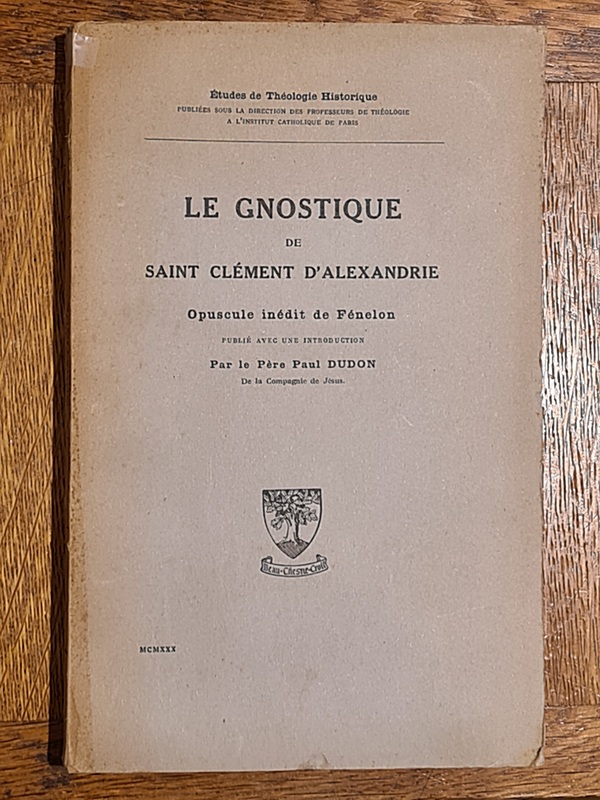 Études de Théologie Historique
PUBLIÉES SOUS LA DIRECTION DES PROFESSEURS DE THÉOLOGIE
A L'INSTITUT CATHOLIQUE DE PARIS
LE GNOSTIQUE
DE
SAINT CLÉMENT D'ALEXANDRIE
Opuscule inédit de Fénelon
PUBLIÉ AVEC UNE INTRODUCTION
Par le Père Paul DUDON
De la Compagnie de Jésus.
Beau-Chesne-Croit
MCMXXX